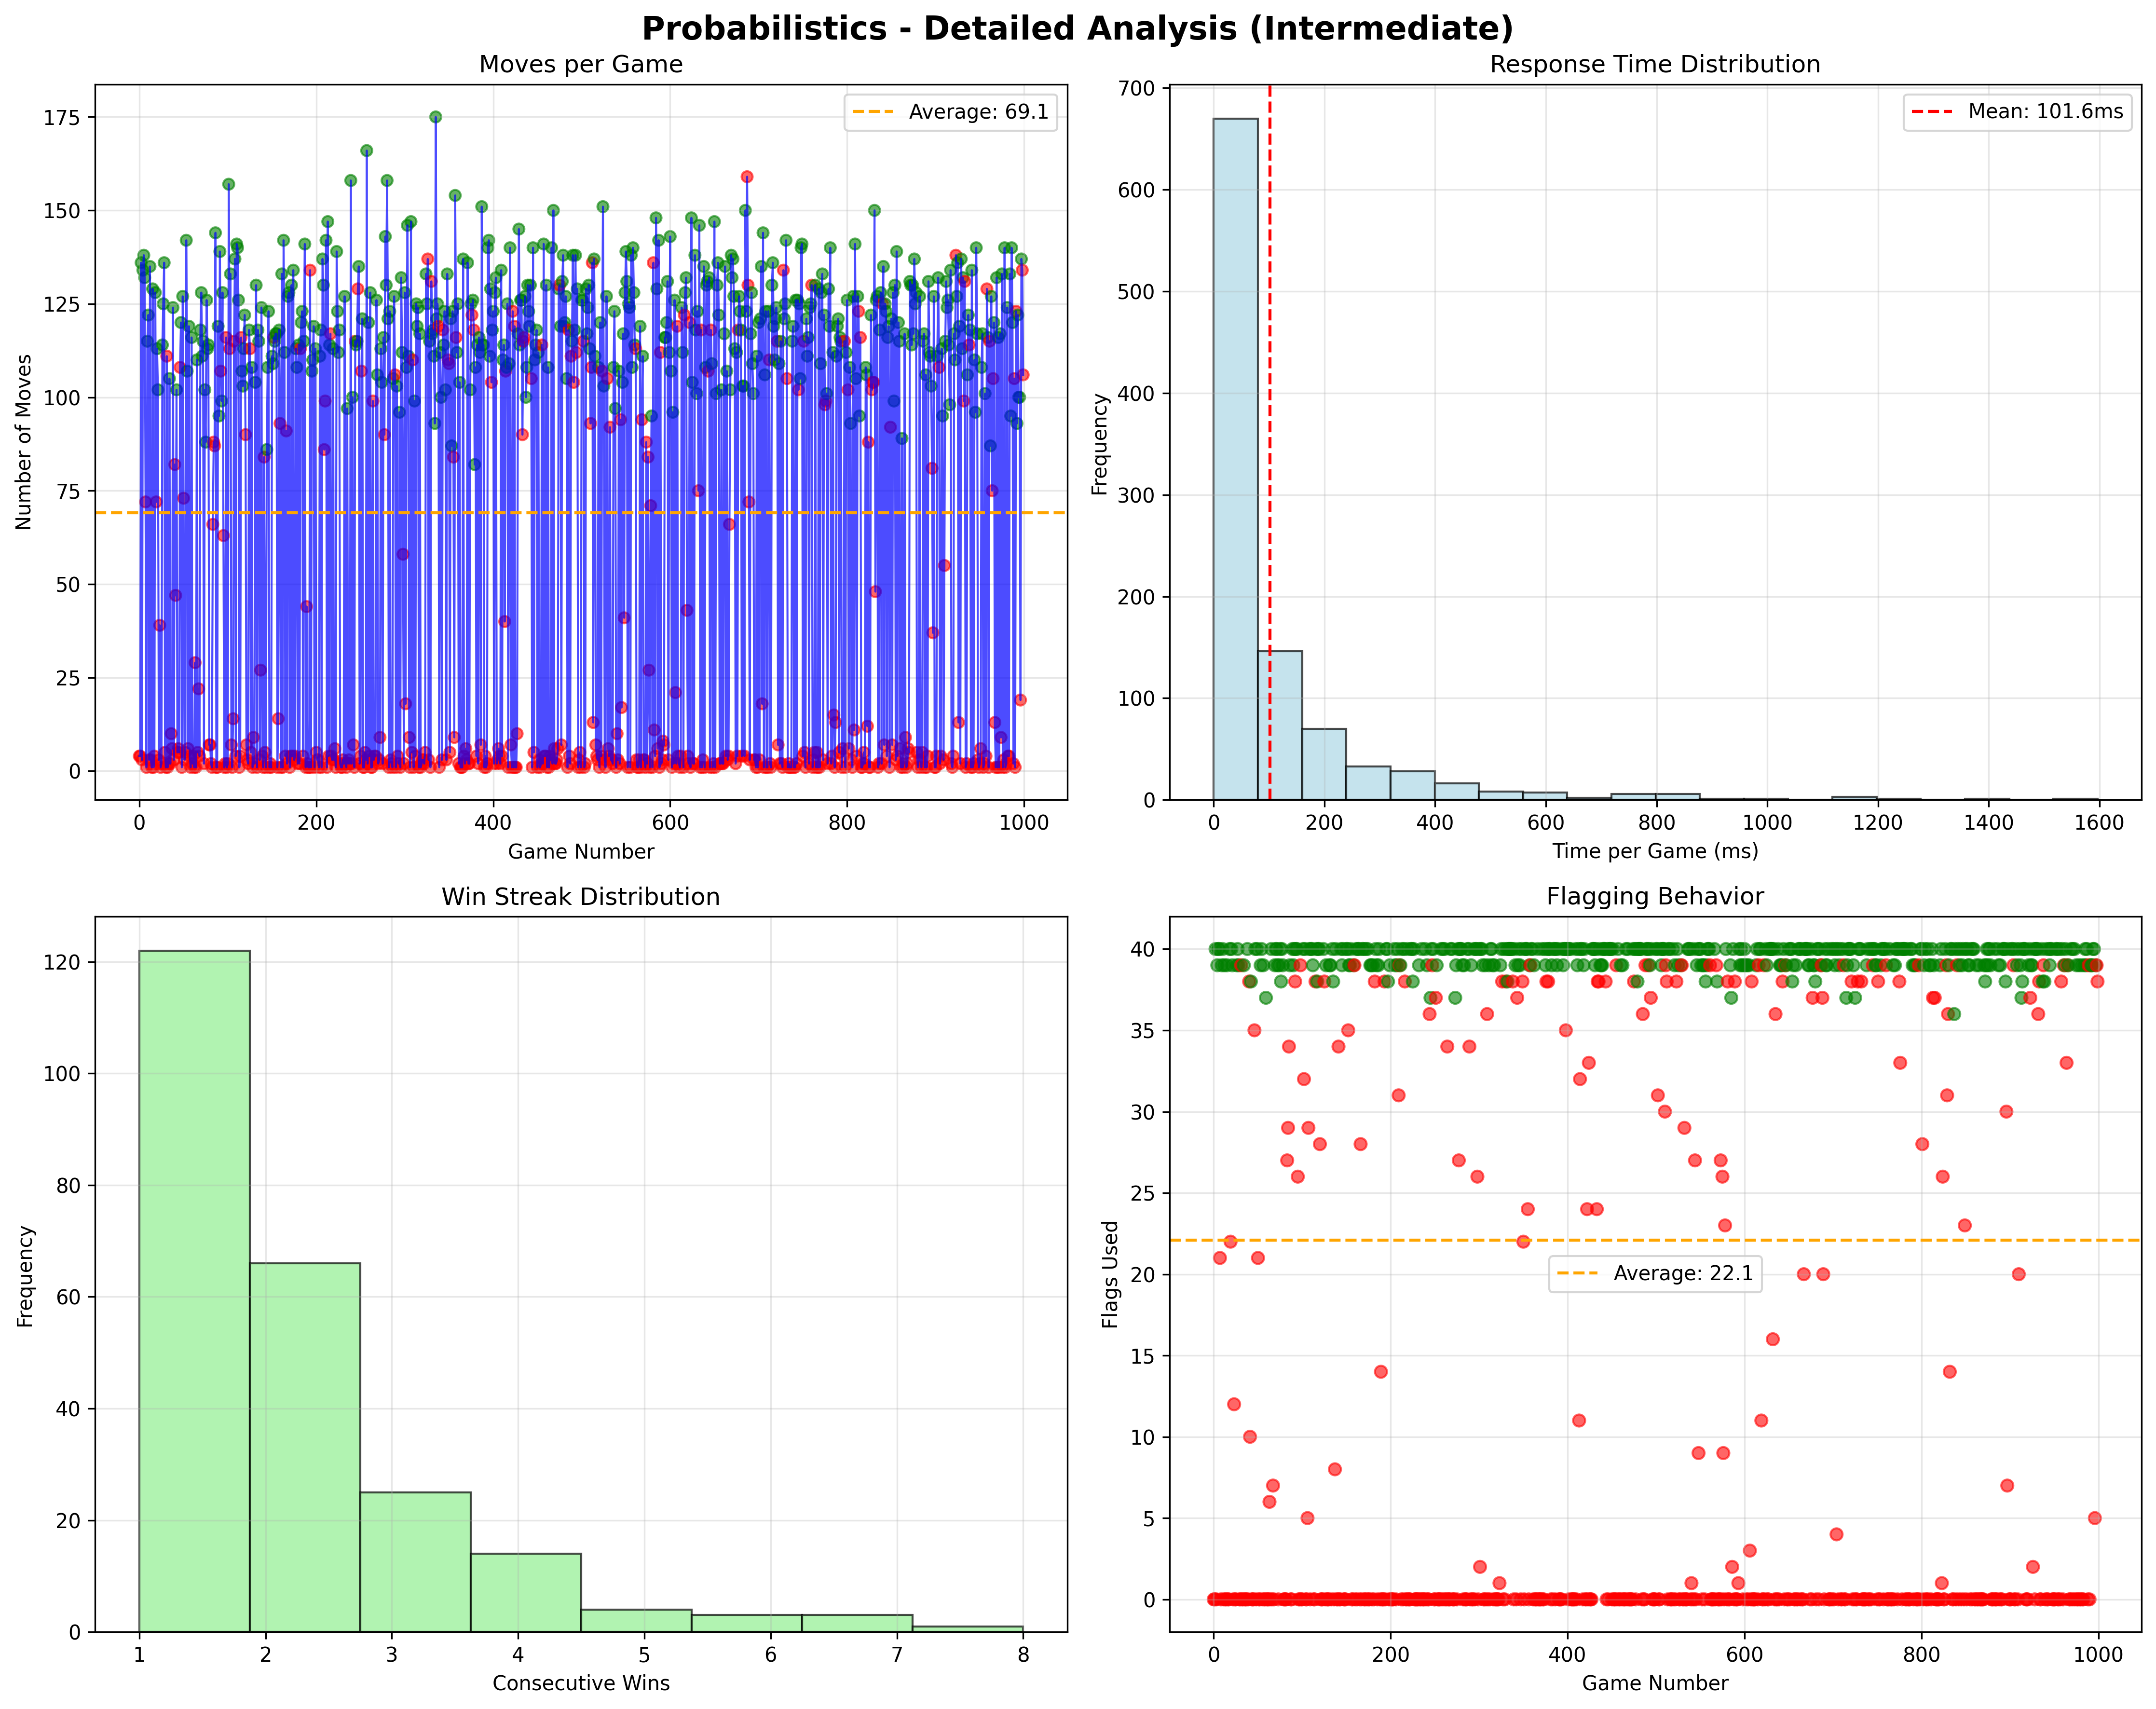 Probabilistics - Detailed Analysis (Intermediate)
Moves per Game
Number of Moves
175
150
125
100
75
50
25
0
Average: 69.1
0 200 400 600 800 1000
Game Number
Response Time Distribution
Frequency
700
600
500
400
300
200
100
0
Mean: 101.6ms
0 200 400 600 800 1000 1200 1400 1600
Time per Game (ms)
Win Streak Distribution
Frequency
120
100
80
60
40
20
0
1 2 3 4 5 6 7 8
Consecutive Wins
Flagging Behavior
Flags Used
40
35
30
25
20
15
10
5
0
Average: 22.1
0 200 400 600 800 1000
Game Number